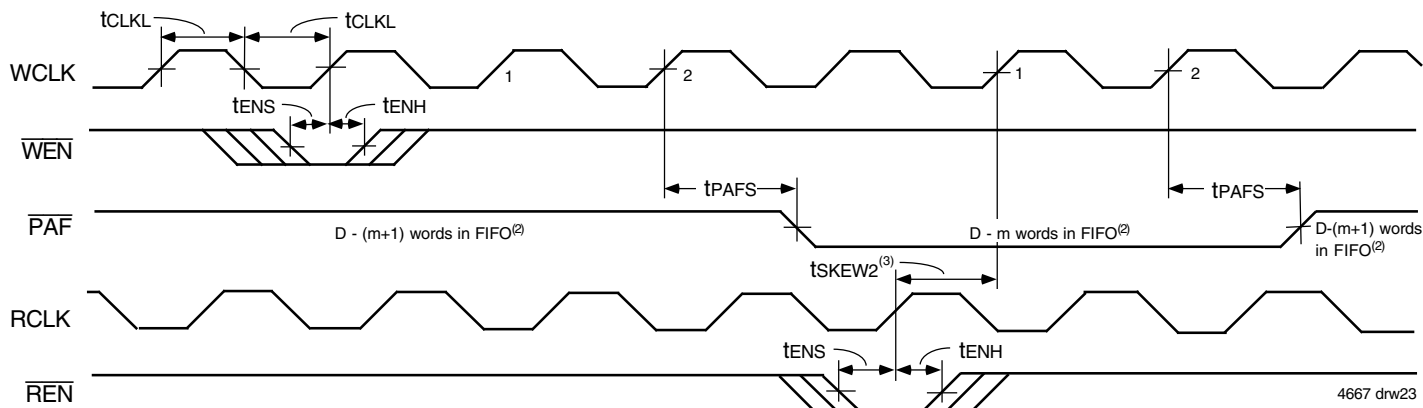 tCLKL tCLKL
WCLK 1 2 1 2
tENS tENH
WEN
tPAFS tPAFS
PAF
D - (m+1) words in FIFO(2) D - m words in FIFO(2) D-(m+1) words
in FIFO(2)
tSKEW2(3)
RCLK
tENS tENH
REN
4667 drw23